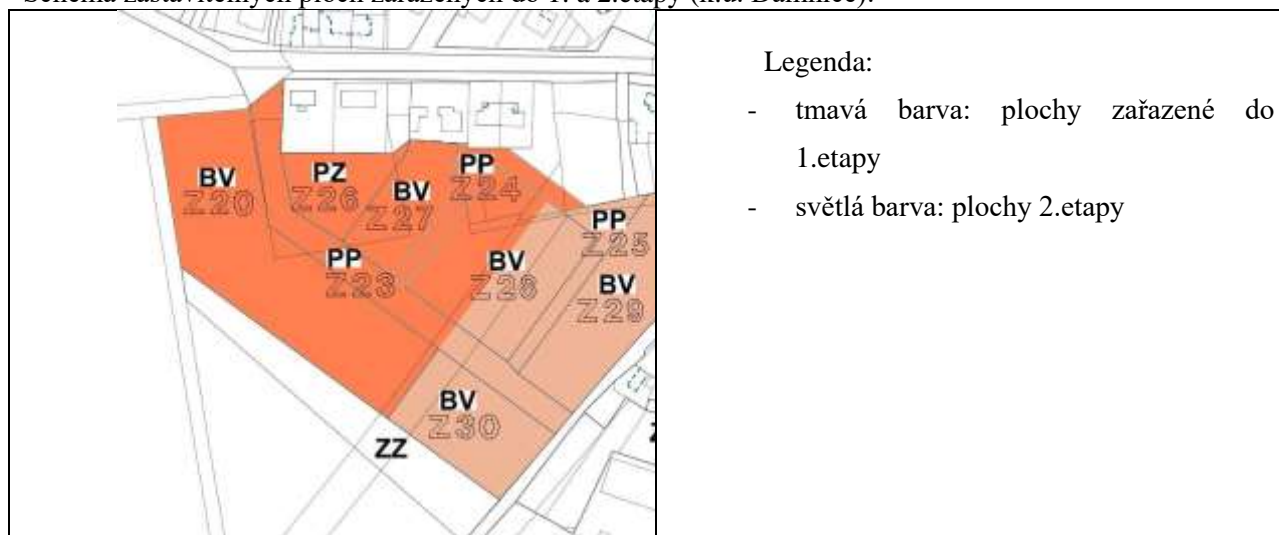 Schéma zastavitelných ploch zařazených do 1. a 2.etapy (k.ú.
Legenda:
- tmavá barva: plochy zařazené do
1.etapy
- světlá barva: plochy 2.etapy
BV
Z20
PZ
Z26
BV
Z27
PP
Z24
PP
Z25
PP
Z23
BV
Z28
BV
Z29
BV
Z30
ZZ